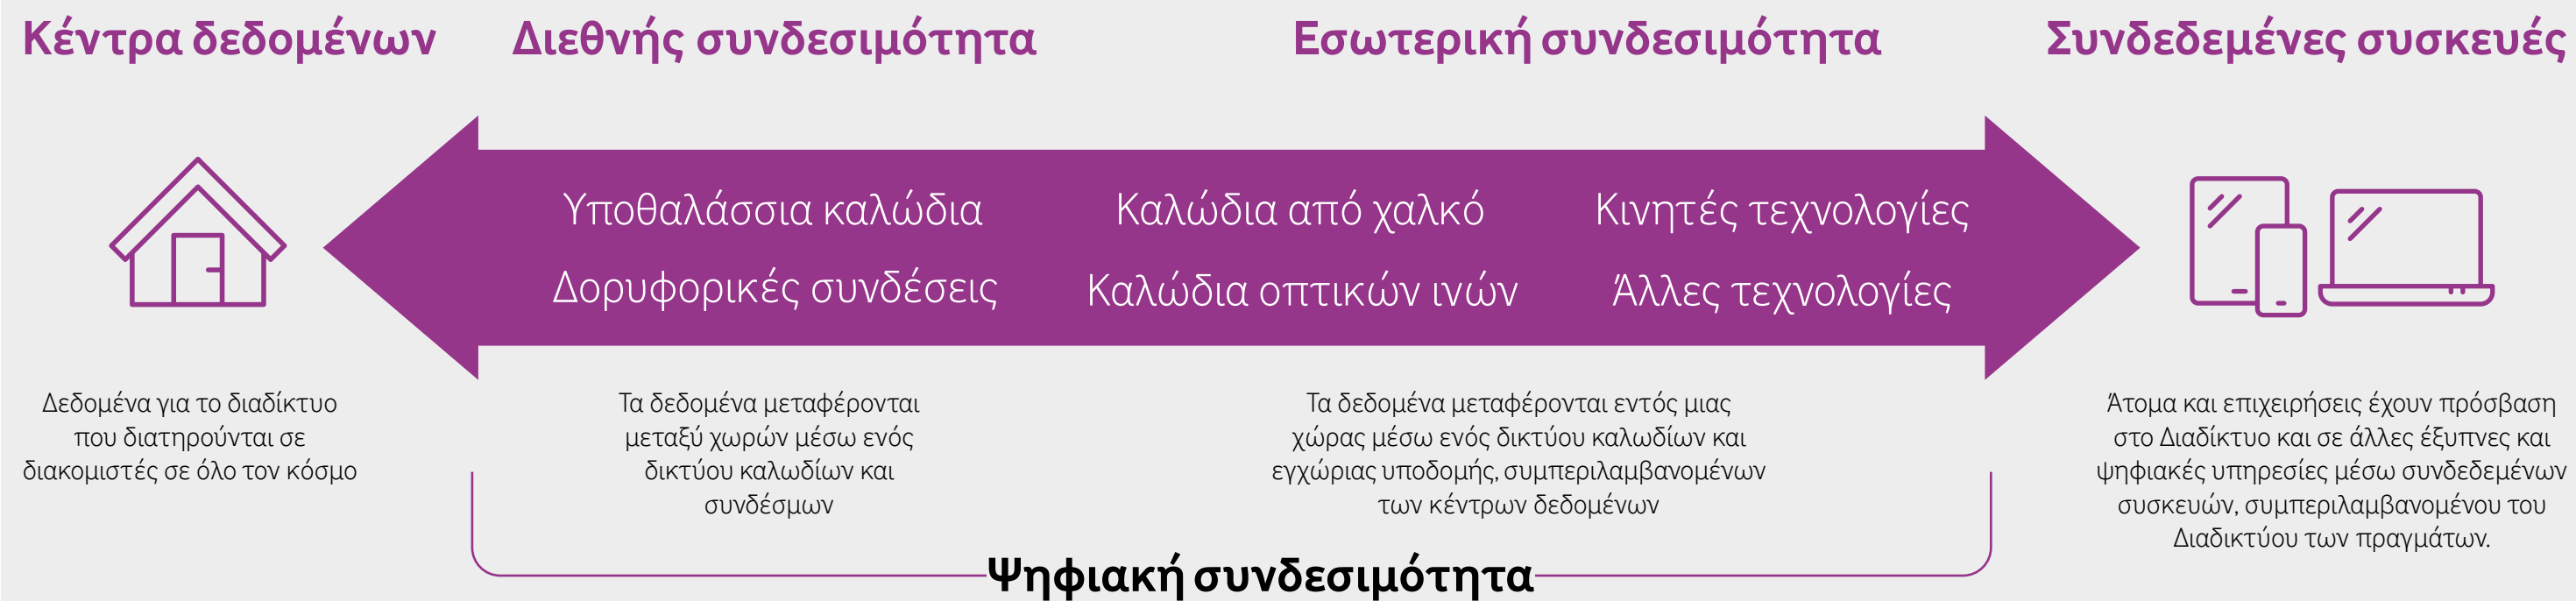 Κέντρα δεδομένων
Διεθνής συνδεσιμότητα
Εσωτερική συνδεσιμότητα
Συνδεδεμένες συσκευές
Υποθαλάσσια καλώδια
Δορυφορικές συνδέσεις
Καλώδια από χαλκό
Καλώδια οπτικών ινών
Κινητές τεχνολογίες
Άλλες τεχνολογίες
Δεδομένα για το διαδίκτυο
που διατηρούνται σε
διακομιστές σε όλο τον κόσμο
Τα δεδομένα μεταφέρονται
μεταξύ χωρών μέσω ενός
δικτύου καλωδίων και
συνδέσμων
Τα δεδομένα μεταφέρονται εντός μιας
χώρας μέσω ενός δικτύου καλωδίων και
εγχώριας υποδομής, συμπεριλαμβανομένων
των κέντρων δεδομένων
Άτομα και επιχειρήσεις έχουν πρόσβαση
στο Διαδίκτυο και σε άλλες έξυπνες και
ψηφιακές υπηρεσίες μέσω συνδεδεμένων
συσκευών, συμπεριλαμβανομένου του
Διαδικτύου των πραγμάτων.
Ψηφιακή συνδεσιμότητα